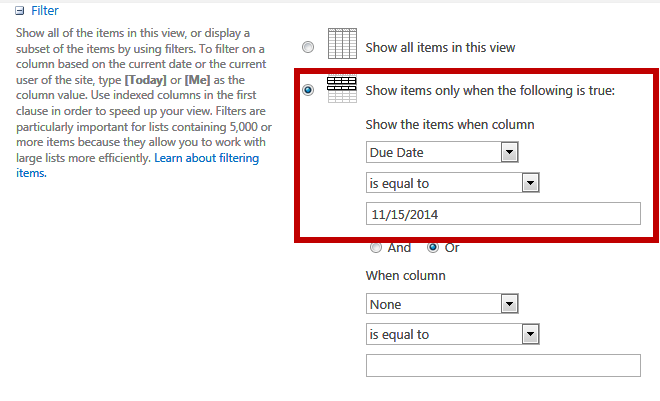 Filter
Show all of the items in this view, or display a
subset of the items by using filters. To filter on a
column based on the current date or the current
user of the site, type [Today] or [Me] as the
column value. Use indexed columns in the first
clause in order to speed up your view. Filters are
particularly important for lists containing 5,000 or
more items because they allow you to work with
large lists more efficiently. Learn about filtering
items.
Show all items in this view
Show items only when the following is true:
Show the items when column
Due Date
is equal to
11/15/2014
And Or
When column
None
is equal to